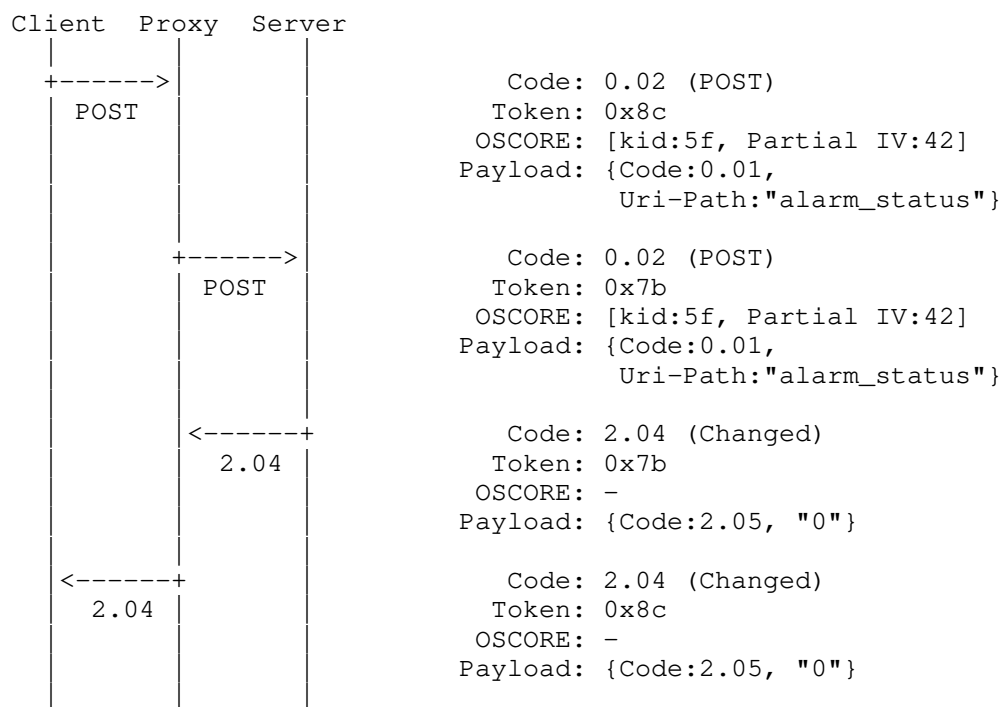 Client  Proxy  Server
  |       |       |
  +------>|       |            Code: 0.02 (POST)
  | POST  |       |           Token: 0x8c
  |       |       |          OSCORE: [kid:5f, Partial IV:42]
  |       |       |         Payload: {Code:0.01,
  |       |       |                   Uri-Path:"alarm_status"}
  |       |       |
  |       +------>|            Code: 0.02 (POST)
  |       | POST  |           Token: 0x7b
  |       |       |          OSCORE: [kid:5f, Partial IV:42]
  |       |       |         Payload: {Code:0.01,
  |       |       |                   Uri-Path:"alarm_status"}
  |       |       |
  |       |<------+            Code: 2.04 (Changed)
  |       |  2.04 |           Token: 0x7b
  |       |       |          OSCORE: -
  |       |       |         Payload: {Code:2.05, "0"}
  |       |       |
  |<------+       |            Code: 2.04 (Changed)
  |  2.04 |       |           Token: 0x8c
  |       |       |          OSCORE: -
  |       |       |         Payload: {Code:2.05, "0"}
  |       |       |